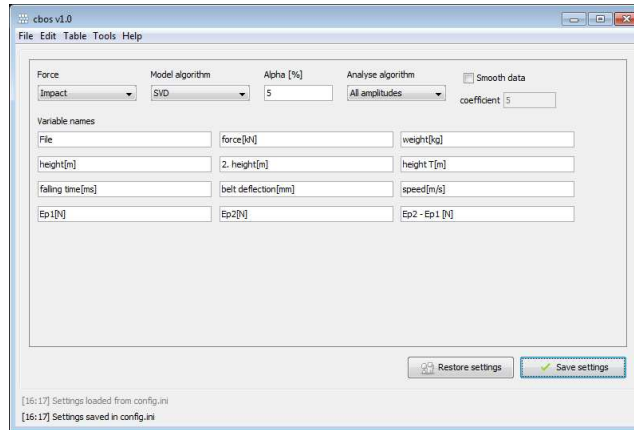 cbos v1.0
File Edit Table Tools Help
Force Model algorithm Alpha [%] Analyse algorithm Smooth data
Impact SVD 5 All amplitudes coefficient 5
Variable names
File force[kN] weight[kg]
height[m] 2. height[m] height T[m]
falling time[ms] belt deflection[mm] speed[m/s]
Ep1[N] Ep2[N] Ep2 - Ep1 [N]
Restore settings Save settings
[16:17] Settings loaded from config.ini
[16:17] Settings saved in config.ini